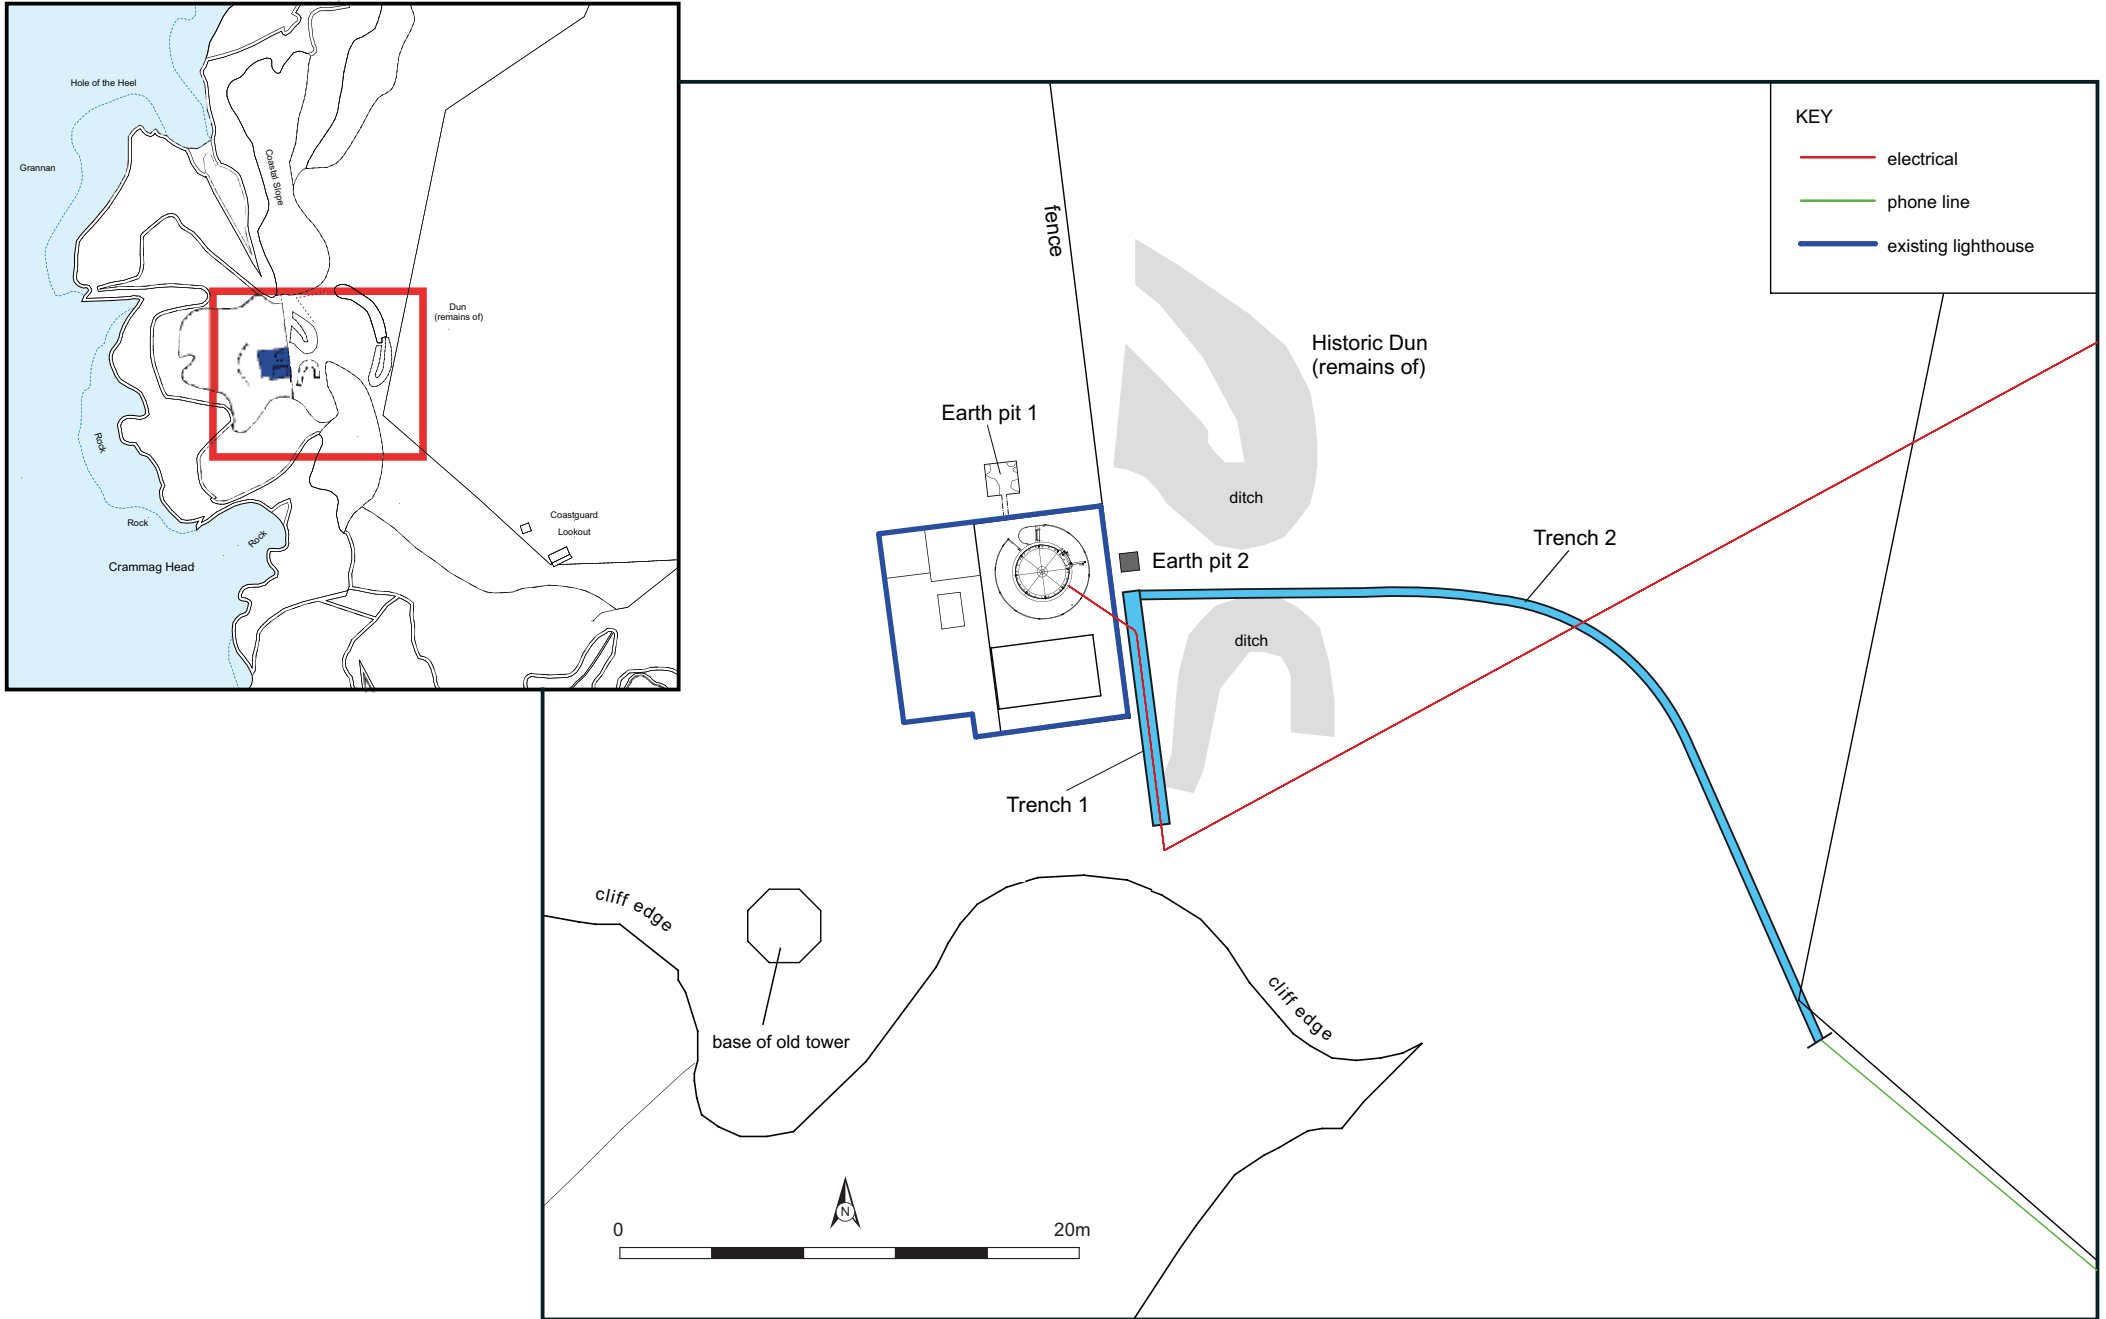 Hole of the Heel
Grannan
Coastal Slope
Dun
(remains of)
Rock
Rock
Rock
Crammag Head
Coastguard
Lookout
KEY
electrical
phone line
existing lighthouse
fence
Historic Dun
(remains of)
Earth pit 1
ditch
Earth pit 2
Trench 2
ditch
Trench 1
cliff edge
base of old tower
cliff edge
N
0
20m